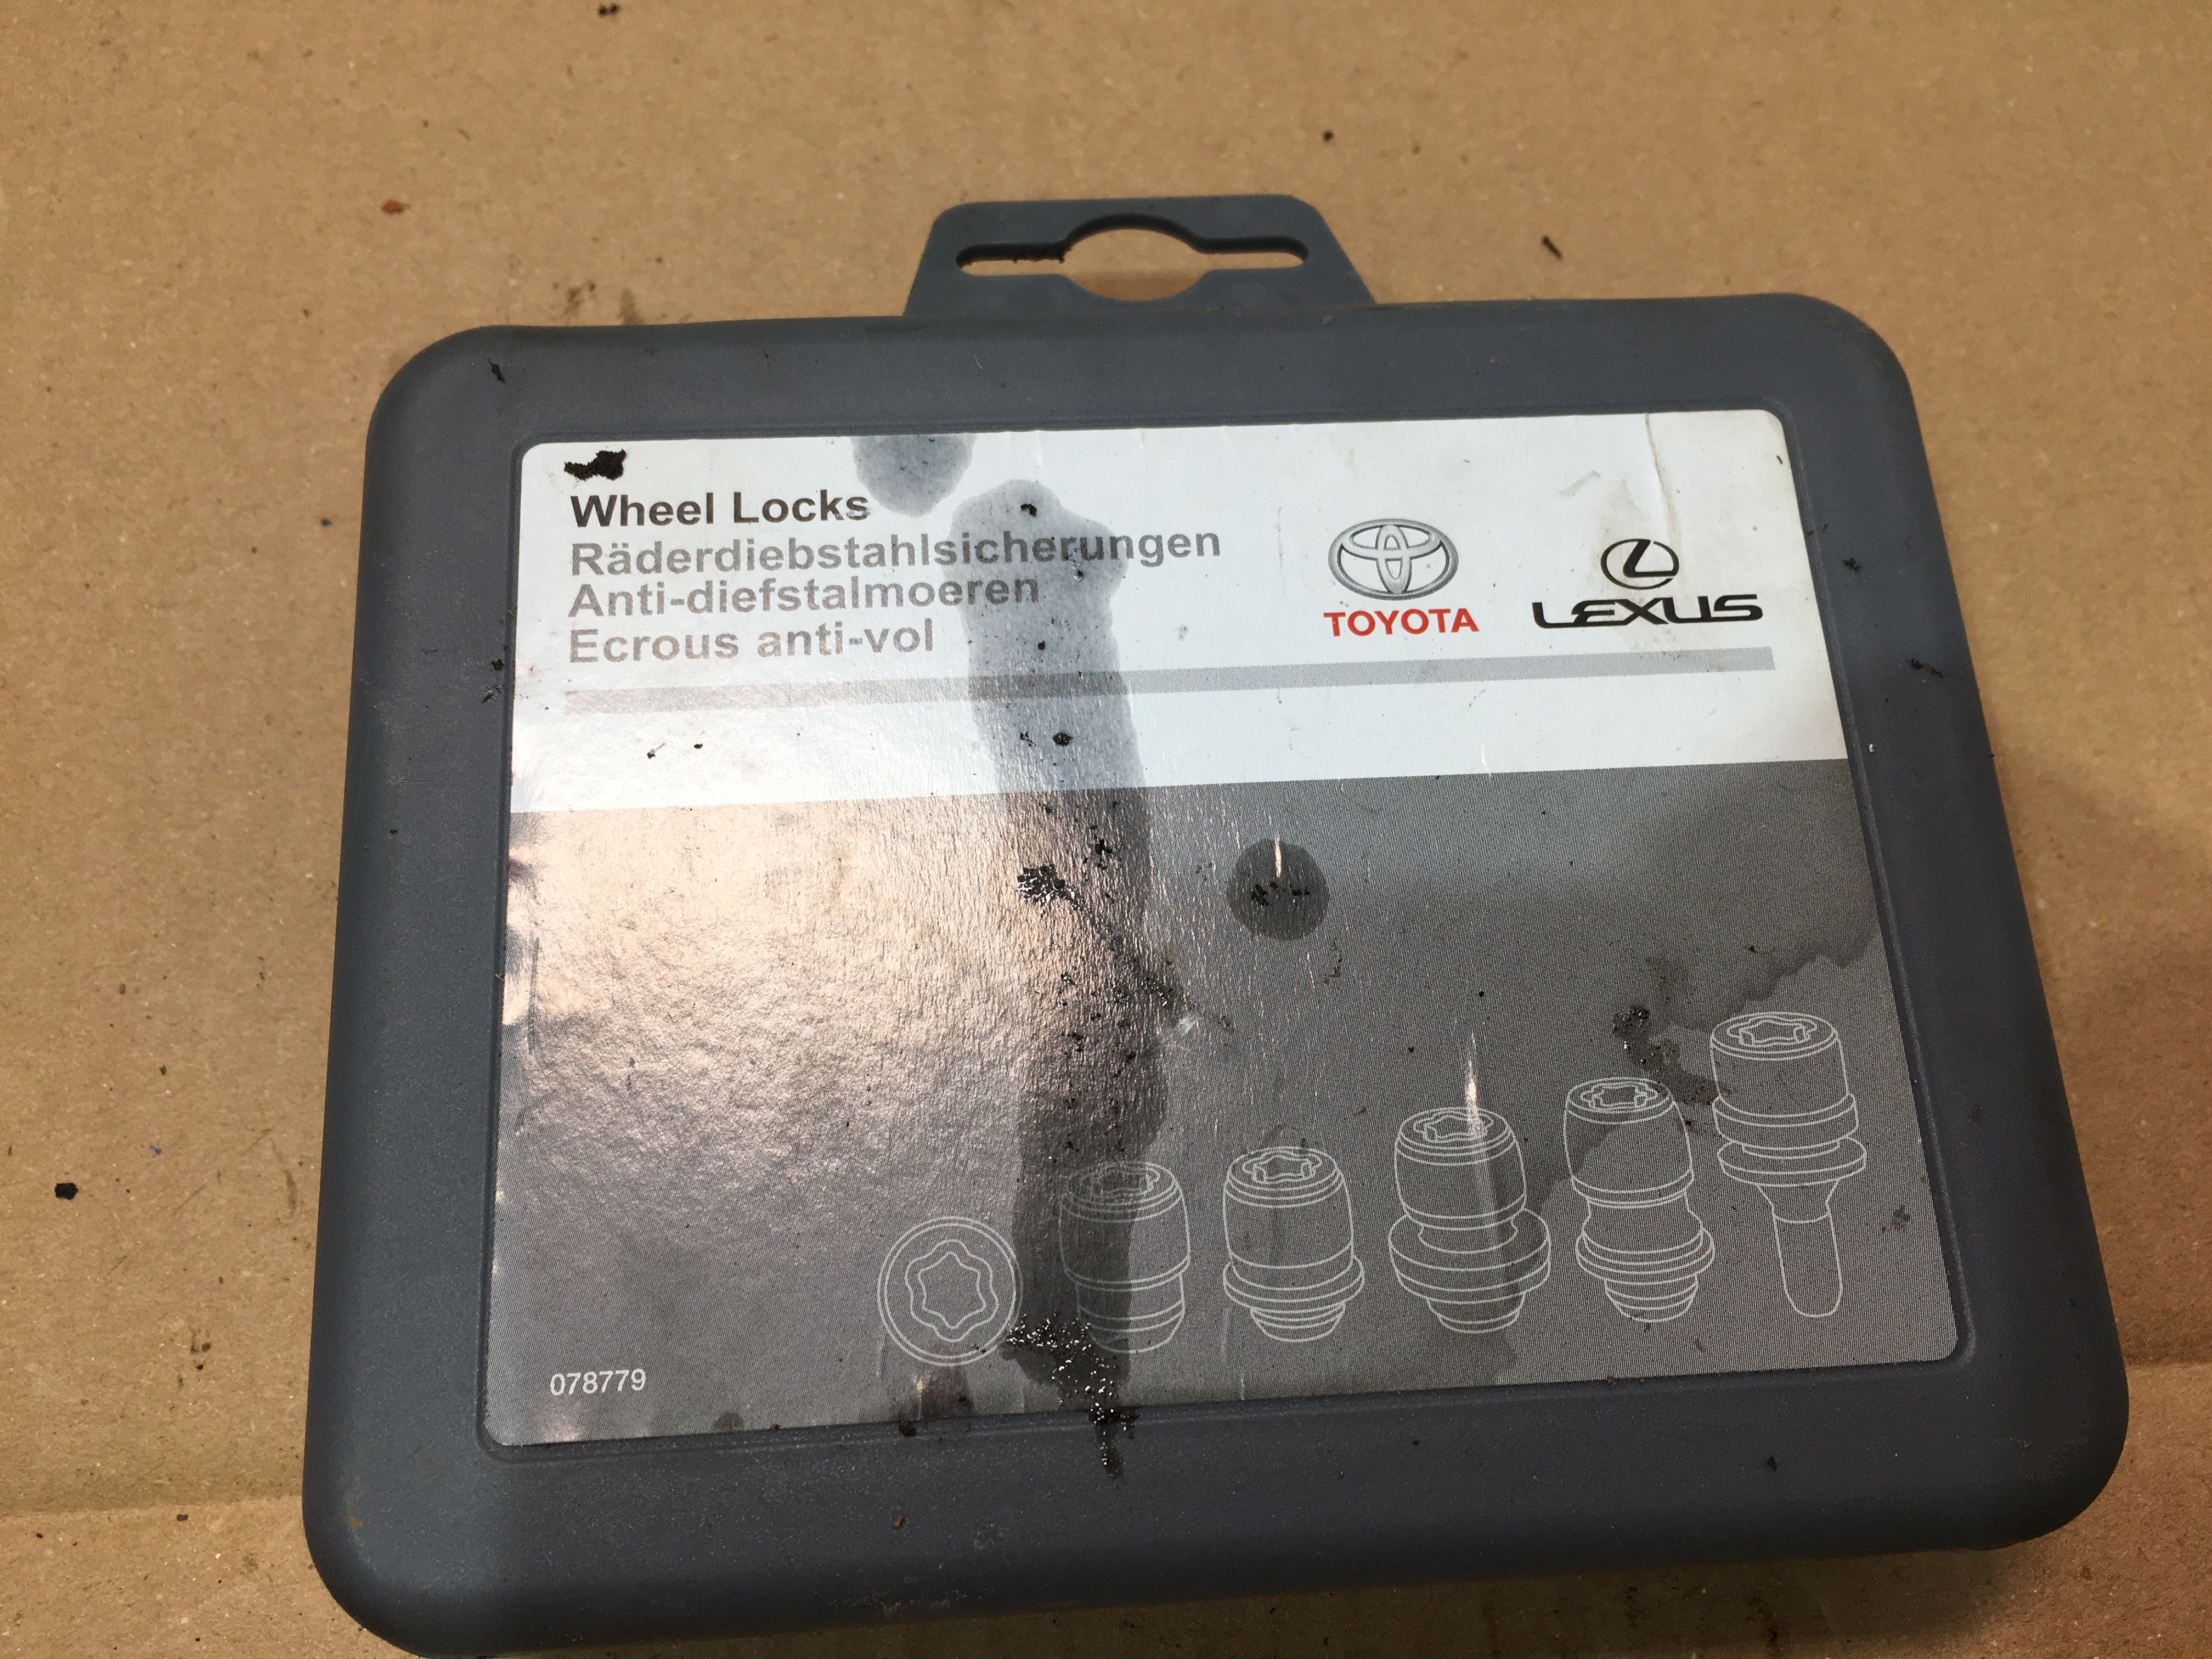 Wheel Locks
Räderdiebstahlsicherungen
Anti-diefstalmoeren
Ecrous anti-vol
TOYOTA
LEXUS
078779